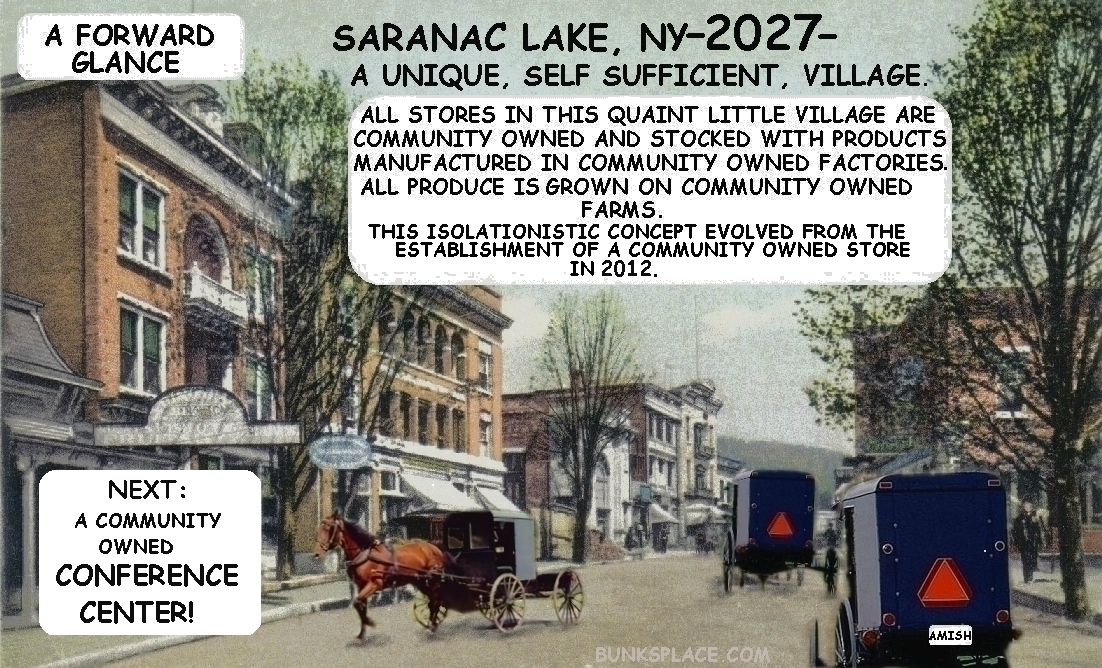 A FORWARD
GLANCE
SARANAC LAKE, NY–2027–
A UNIQUE, SELF SUFFICIENT, VILLAGE.
ALL STORES IN THIS QUAINT LITTLE VILLAGE ARE
COMMUNITY OWNED AND STOCKED WITH PRODUCTS
MANUFACTURED IN COMMUNITY OWNED FACTORIES.
ALL PRODUCE IS GROWN ON COMMUNITY OWNED
FARMS.
THIS ISOLATIONISTIC CONCEPT EVOLVED FROM THE
ESTABLISHMENT OF A COMMUNITY OWNED STORE
IN 2012.
NEXT:
A COMMUNITY
OWNED
CONFERENCE
CENTER!
AMISH
BUNKSPLACE.COM